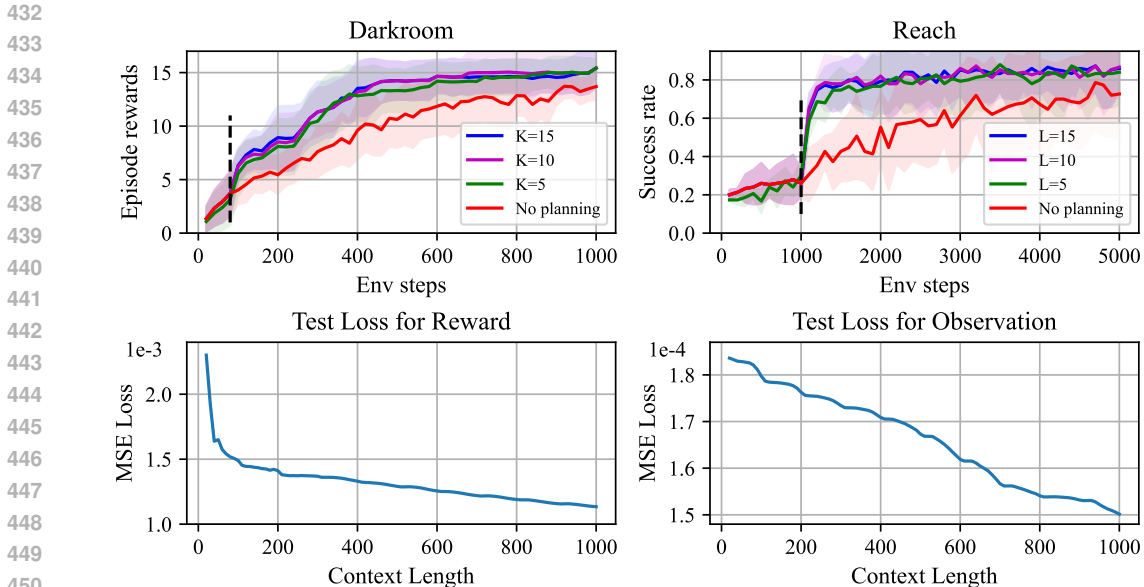 432
433
434
435
436
437
438
439
440
441
442
443
444
445
446
447
448
449
450
Darkroom
Episode rewards
15
10
5
0
K=15
K=10
K=5
No planning
0 200 400 600 800 1000
Env steps
Reach
Success rate
0.8
0.6
0.4
0.2
0.0
L=15
L=10
L=5
No planning
0 1000 2000 3000 4000 5000
Env steps
Test Loss for Reward
1e-3
MSE Loss
2.0
1.5
1.0
0 200 400 600 800 1000
Context Length
Test Loss for Observation
1e-4
MSE Loss
1.8
1.7
1.6
1.5
0 200 400 600 800 1000
Context Length